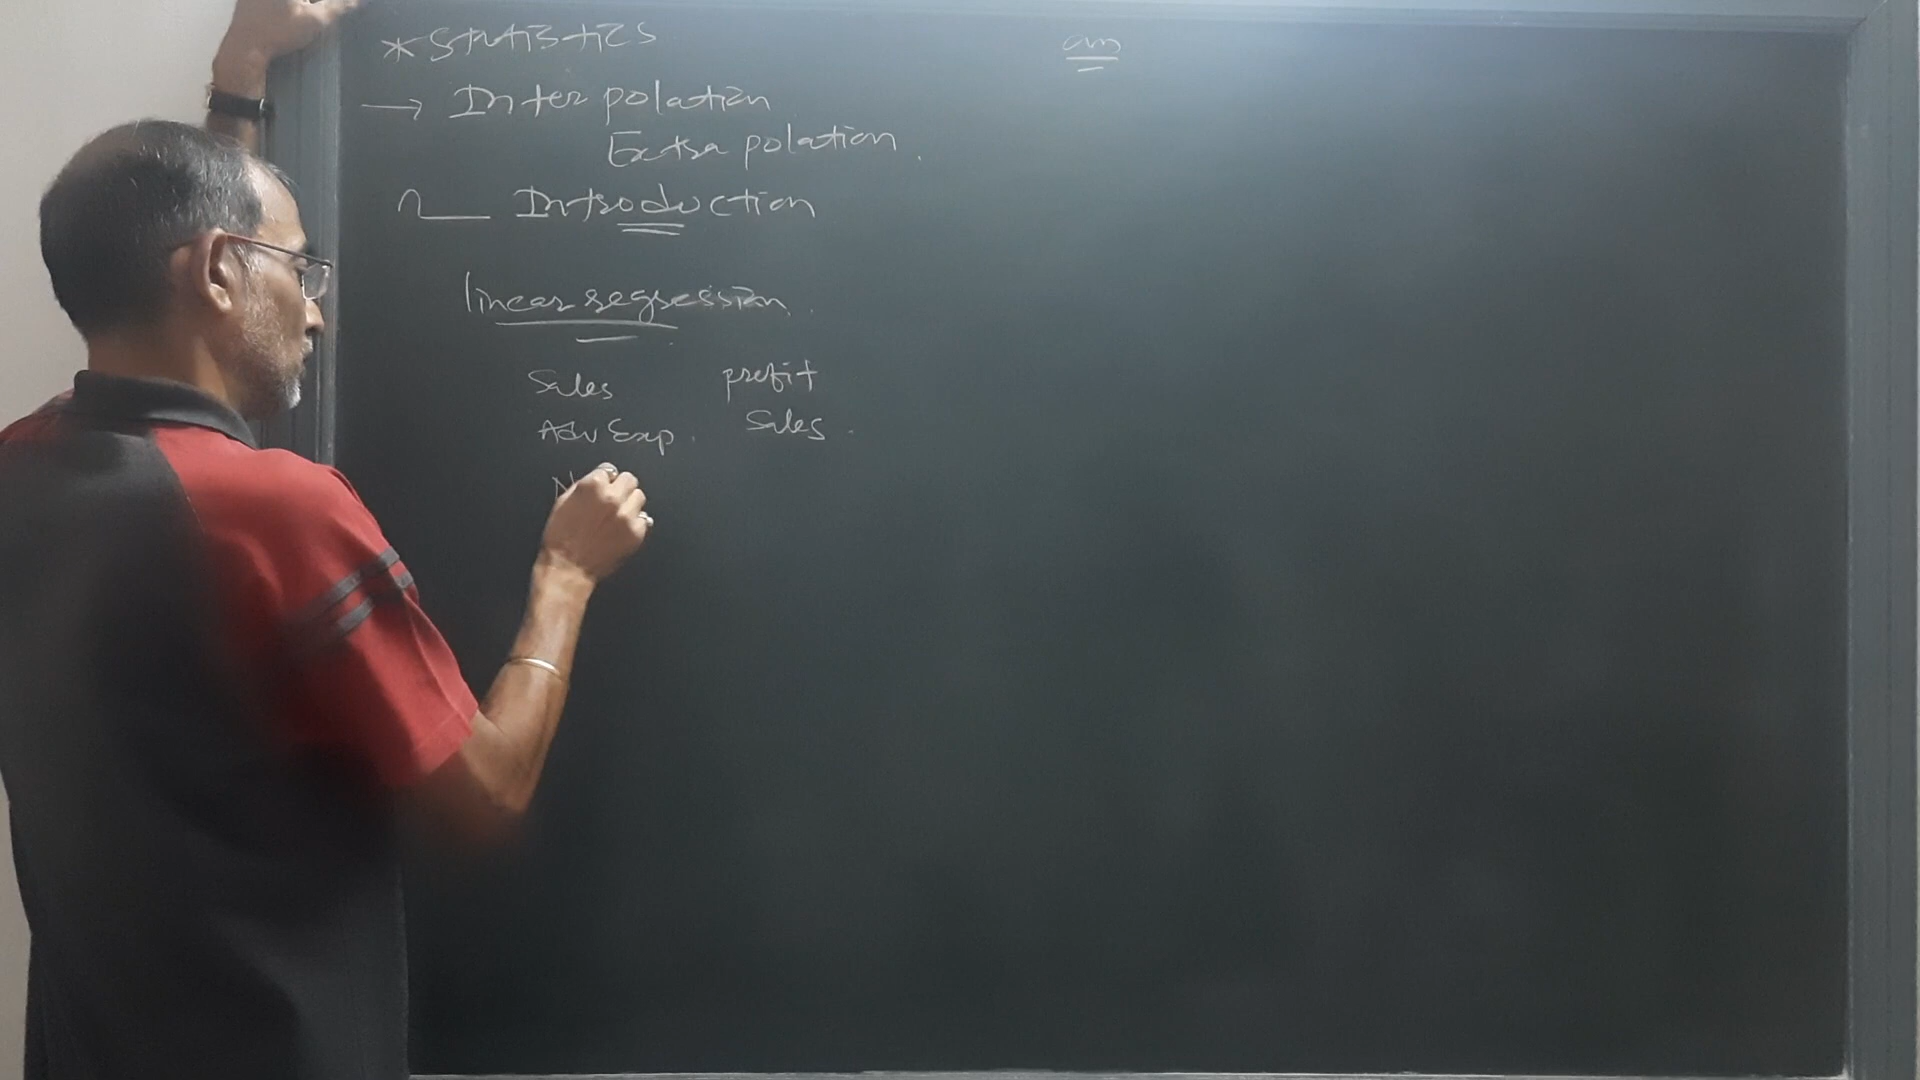 * STATISTICS
→ Interpolation
Extrapolation.
Introduction
linear regression.
Sales profit
Adv Exp. Sales.
N